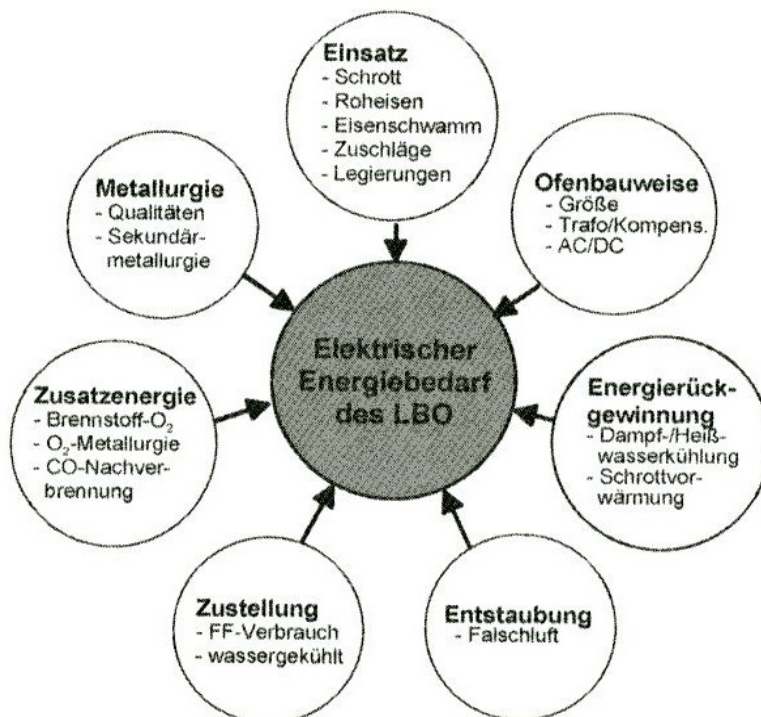 Einsatz
- Schrott
- Roheisen
- Eisenschwamm
- Zuschläge
- Legierungen
Ofenbauweise
- Größe
- Trafo/Kompens.
- AC/DC
Energierück-
gewinnung
- Dampf-/Heiß-
wasserkühlung
- Schrottvor-
wärmung
Entstaubung
- Falschluft
Zustellung
- FF-Verbrauch
- wassergekühlt
Zusatzenergie
- Brennstoff-O₂
- O₂-Metallurgie
- CO-Nachver-
brennung
Metallurgie
- Qualitäten
- Sekundär-
metallurgie
Elektrischer
Energiebedarf
des LBO